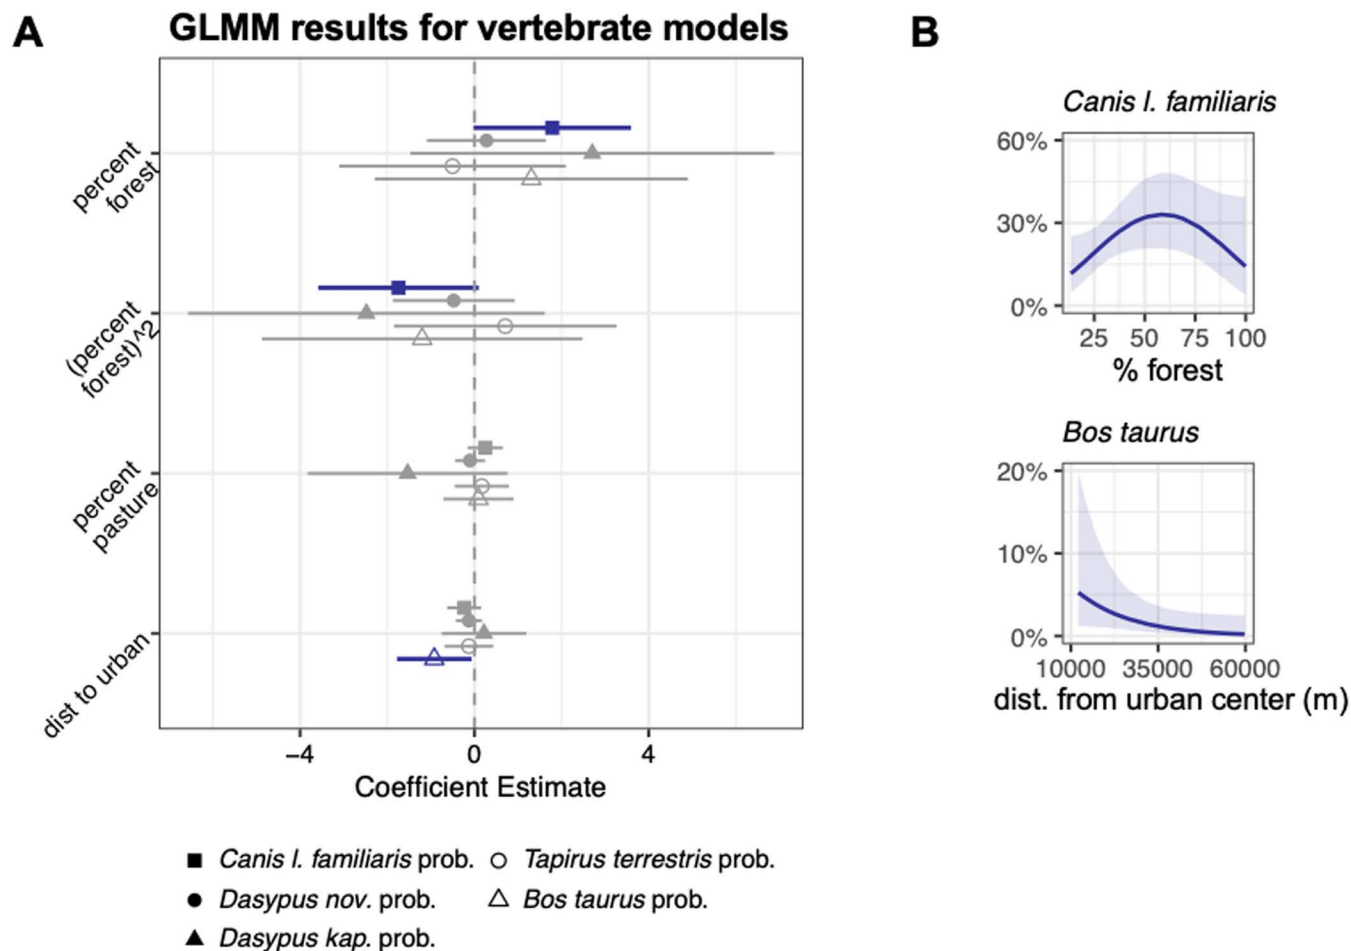 A
GLMM results for vertebrate models
percent
forest
(percent
forest)^2
percent
pasture
dist to urban
−4 0 4
Coefficient Estimate
Canis l. familiaris prob.
Dasypus nov. prob.
Dasypus kap. prob.
Tapirus terrestris prob.
Bos taurus prob.
B
Canis l. familiaris
60%
30%
0%
25 50 75 100
% forest
Bos taurus
20%
10%
0%
10000 35000 60000
dist. from urban center (m)